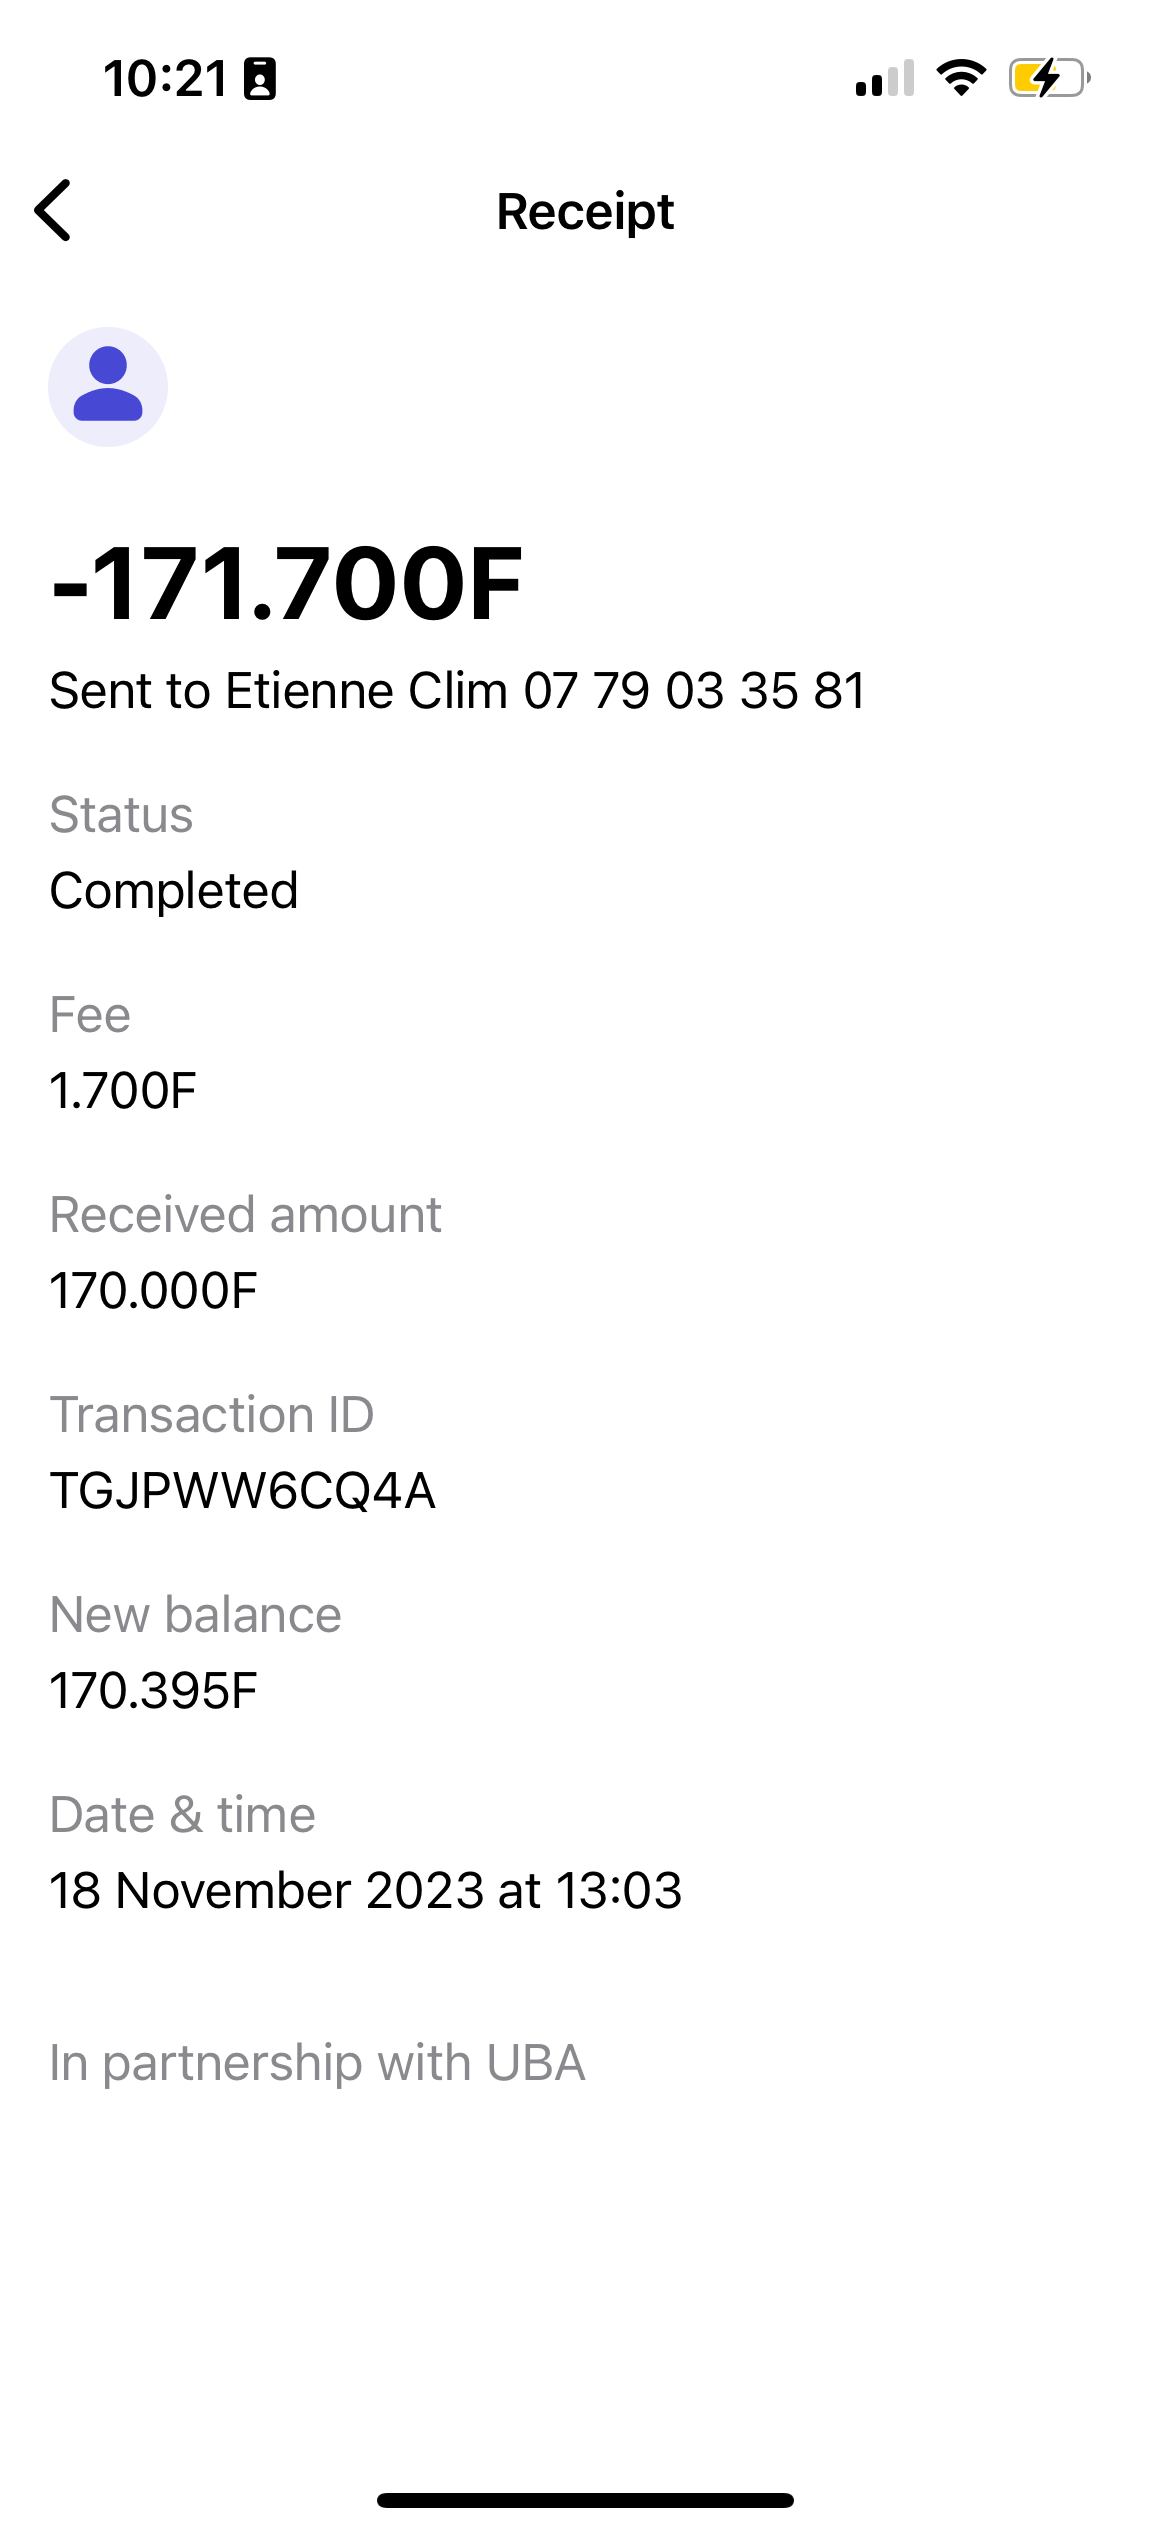 10:21
Receipt
-171.700F
Sent to Etienne Clim 07 79 03 35 81
Status
Completed
Fee
1.700F
Received amount
170.000F
Transaction ID
TGJPWW6CQ4A
New balance
170.395F
Date & time
18 November 2023 at 13:03
In partnership with UBA